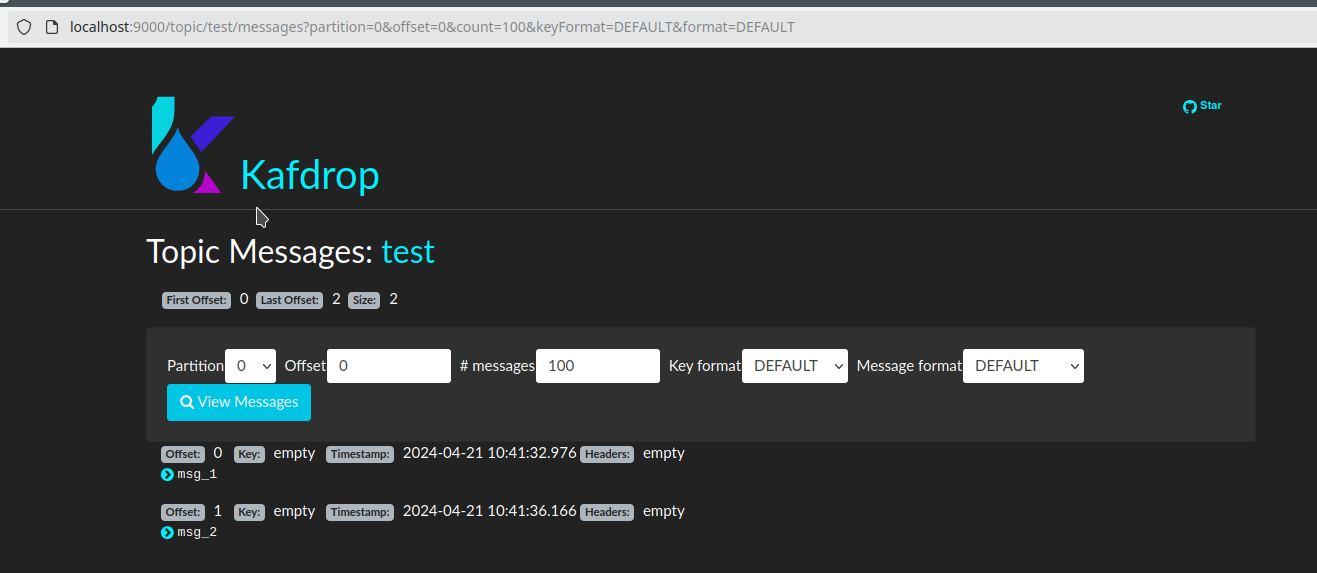 localhost:9000/topic/test/messages?partition=0&offset=0&count=100&keyFormat=DEFAULT&format=DEFAULT
Star
Kafdrop
Topic Messages: test
First Offset: 0 Last Offset: 2 Size: 2
Partition 0 Offset 0 # messages 100 Key format DEFAULT Message format DEFAULT
View Messages
Offset: 0 Key: empty Timestamp: 2024-04-21 10:41:32.976 Headers: empty
msg_1
Offset: 1 Key: empty Timestamp: 2024-04-21 10:41:36.166 Headers: empty
msg_2